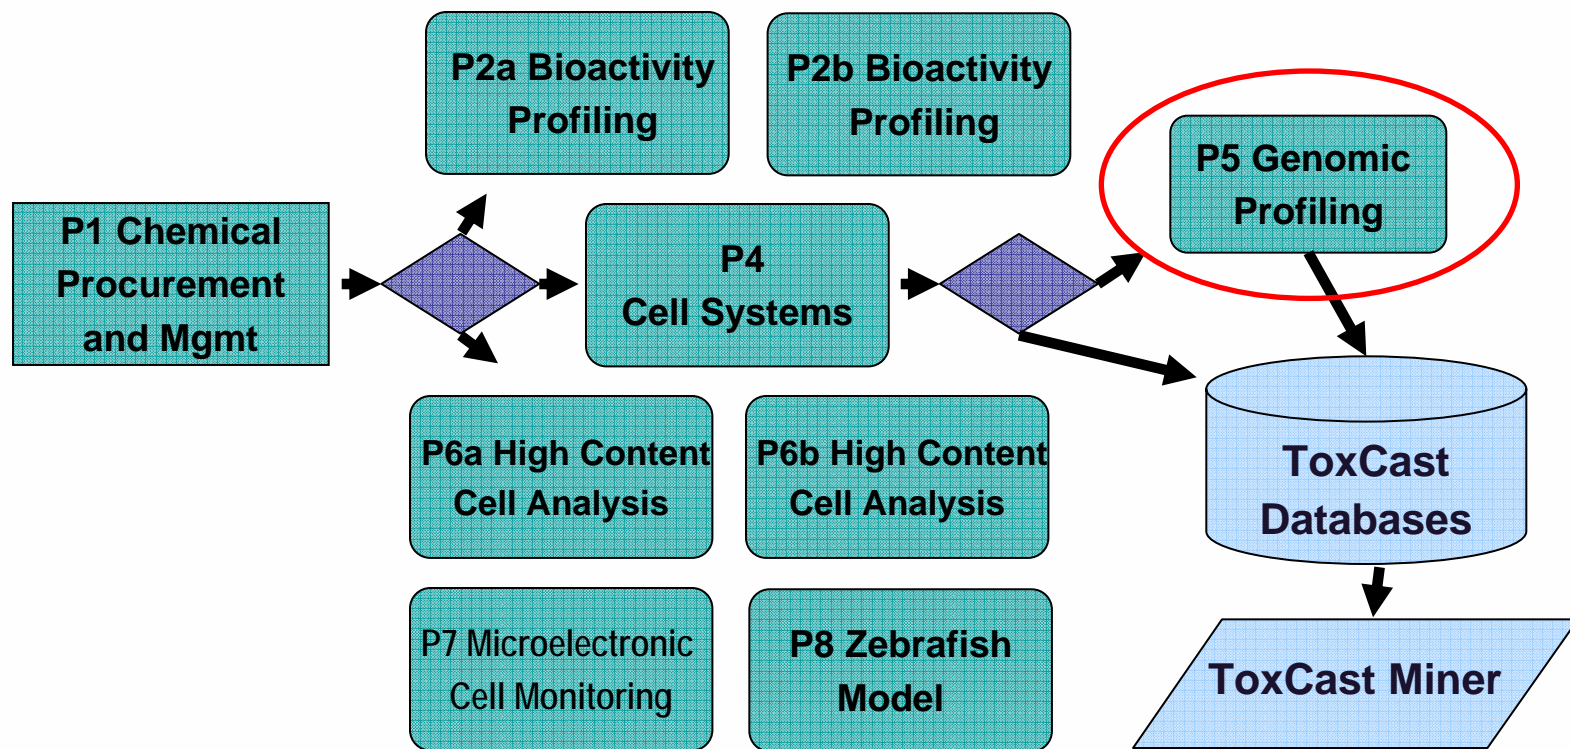 P2a Bioactivity
Profiling
P2b Bioactivity
Profiling
P5 Genomic
Profiling
P1 Chemical
Procurement
and Mgmt
P4
Cell Systems
P6a High Content
Cell Analysis
P6b High Content
Cell Analysis
ToxCast
Databases
P7 Microelectronic
Cell Monitoring
P8 Zebrafish
Model
ToxCast Miner